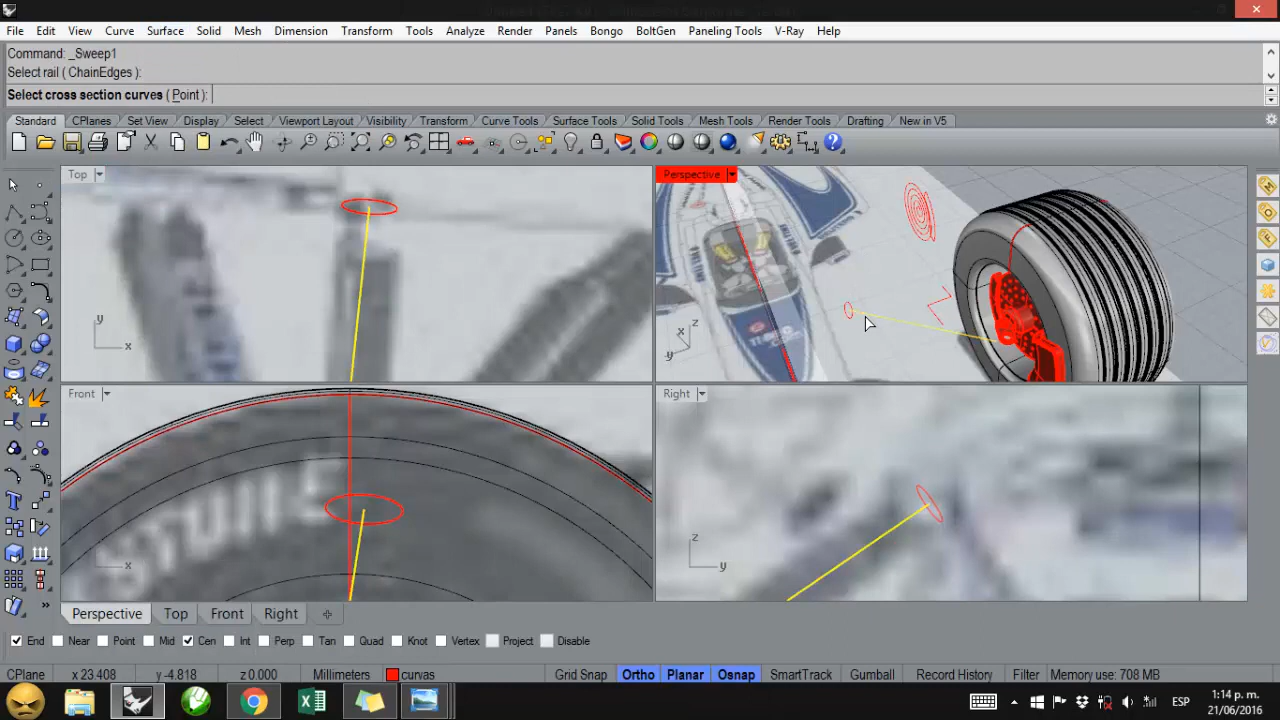 File Edit View Curve Surface Solid Mesh Dimension Transform Tools Analyze Render Panels Bongo BoltGen Paneling Tools V-Ray Help
Command: _Sweep1
Select rail ( ChainEdges ):
Select cross section curves ( Point ):
Standard CPlanes Set View Display Select Viewport Layout Visibility Transform Curve Tools Surface Tools Solid Tools Mesh Tools Render Tools Drafting New in V5
Top
Perspective
y
x
z
x
y
Front
Right
z
x
z
y
Perspective Top Front Right
End Near Point Mid Cen Int Perp Tan Quad Knot Vertex Project Disable
CPlane x 23.408 y -4.818 z 0.000 Millimeters curvas Grid Snap Ortho Planar Osnap SmartTrack Gumball Record History Filter Memory use: 708 MB
ESP
1:14 p. m.
21/06/2016